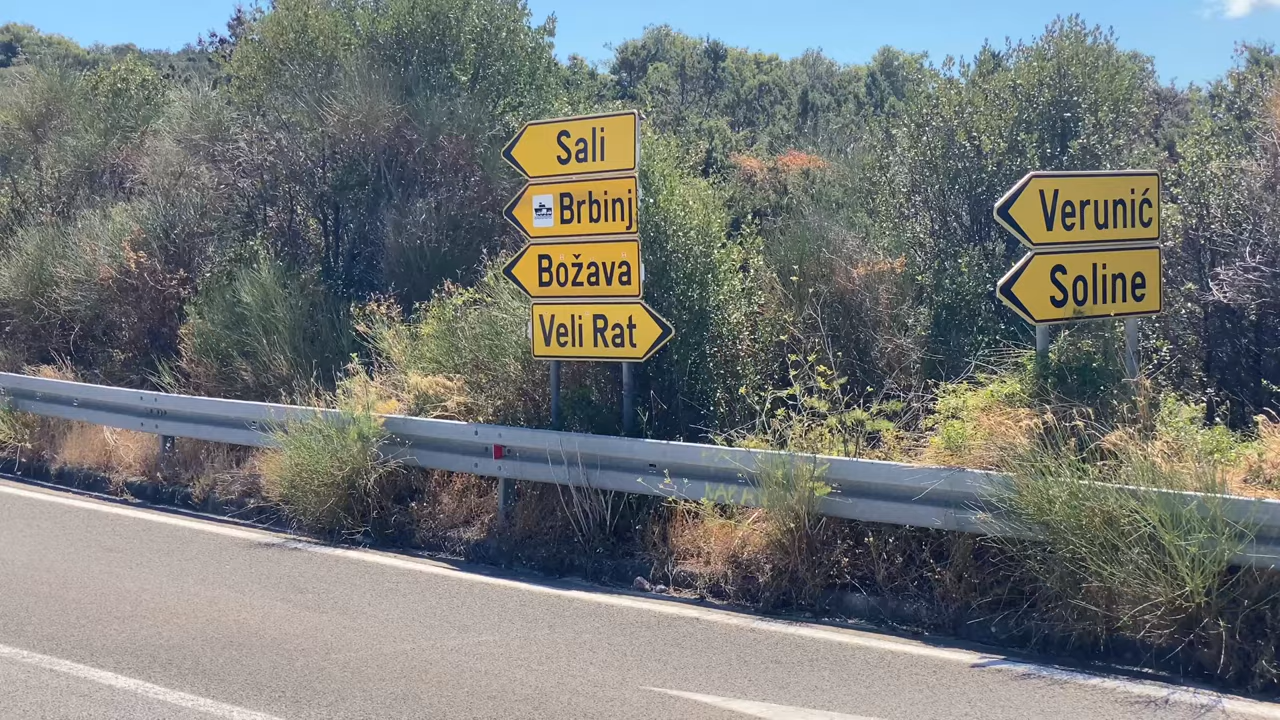 Sali
Brbinj
Božava
Veli Rat
Verunić
Soline